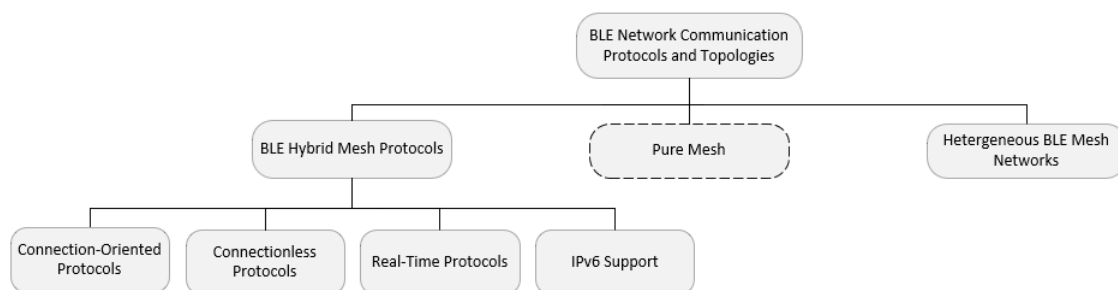 BLE Network Communication
Protocols and Topologies
BLE Hybrid Mesh Protocols
Pure Mesh
Hetergeneous BLE Mesh
Networks
Connection-Oriented
Protocols
Connectionless
Protocols
Real-Time Protocols
IPv6 Support